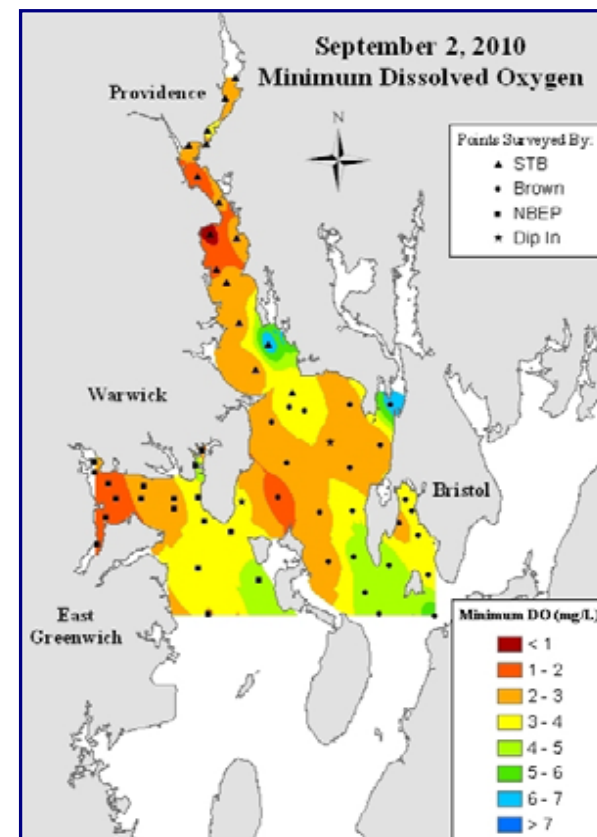 September 2, 2010
Minimum Dissolved Oxygen
Providence
N
Points Surveyed By:
STB
Brown
NBEP
Dip In
Warwick
Bristol
East
Greenwich
Minimum DO (mg/L)
< 1
1 - 2
2 - 3
3 - 4
4 - 5
5 - 6
6 - 7
> 7